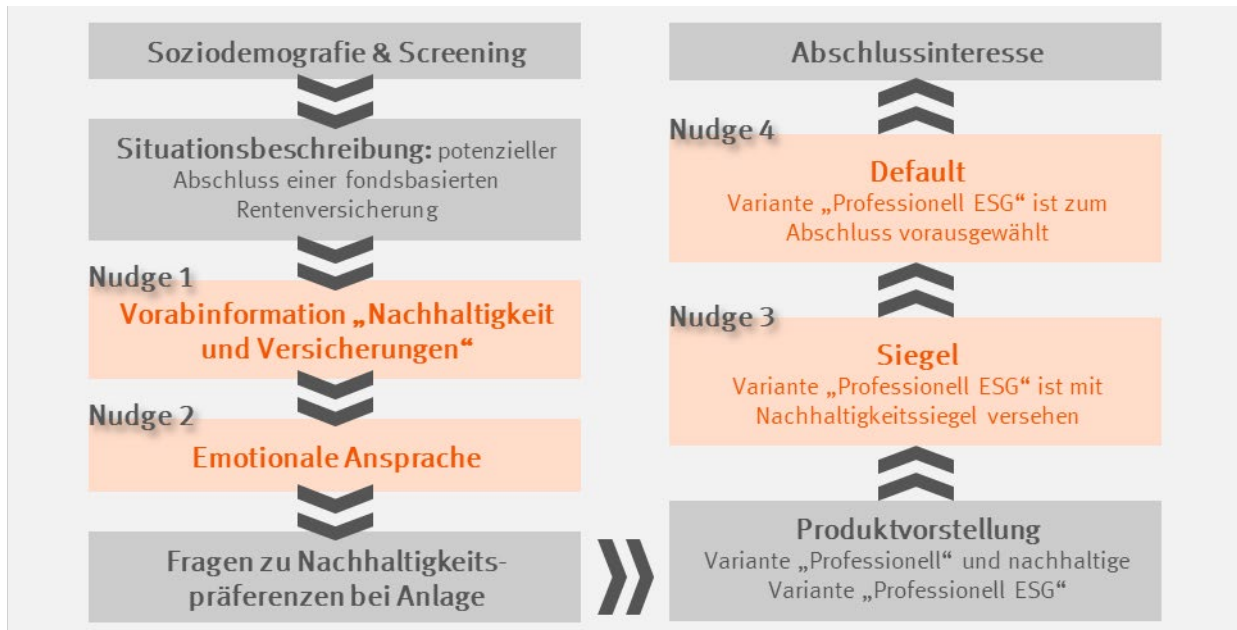 Soziodemografie & Screening
Situationsbeschreibung: potenzieller
Abschluss einer fondsbasierten
Rentenversicherung
Nudge 1
Vorabinformation „Nachhaltigkeit
und Versicherungen“
Nudge 2
Emotionale Ansprache
Fragen zu Nachhaltigkeits-
präferenzen bei Anlage
Produktvorstellung
Variante „Professionell“ und nachhaltige
Variante „Professionell ESG“
Nudge 3
Siegel
Variante „Professionell ESG“ ist mit
Nachhaltigkeitssiegel versehen
Nudge 4
Default
Variante „Professionell ESG“ ist zum
Abschluss vorausgewählt
Abschlussinteresse